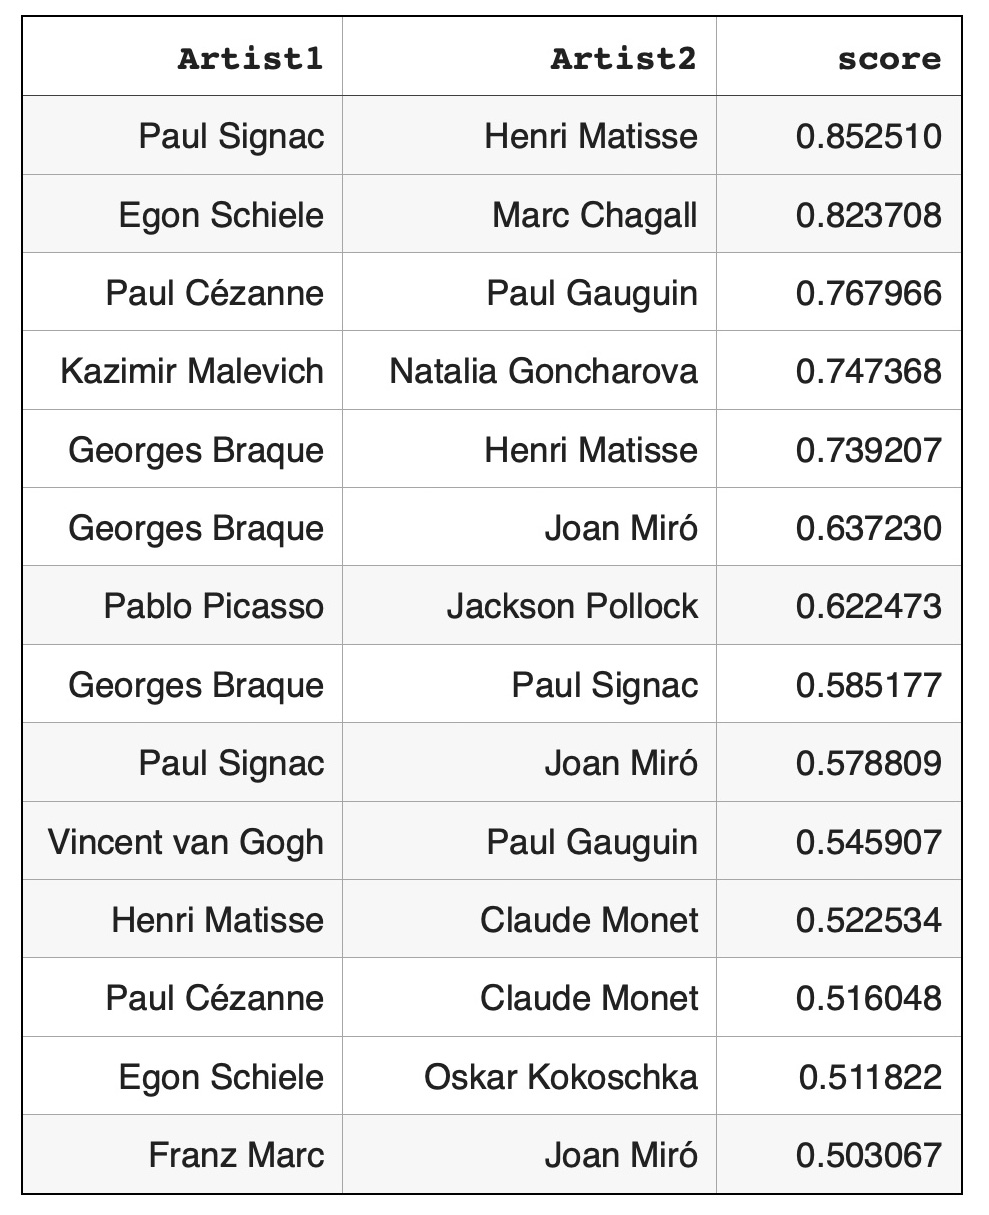 Artist1 Artist2 score
Paul Signac Henri Matisse 0.852510
Egon Schiele Marc Chagall 0.823708
Paul Cézanne Paul Gauguin 0.767966
Kazimir Malevich Natalia Goncharova 0.747368
Georges Braque Henri Matisse 0.739207
Georges Braque Joan Miró 0.637230
Pablo Picasso Jackson Pollock 0.622473
Georges Braque Paul Signac 0.585177
Paul Signac Joan Miró 0.578809
Vincent van Gogh Paul Gauguin 0.545907
Henri Matisse Claude Monet 0.522534
Paul Cézanne Claude Monet 0.516048
Egon Schiele Oskar Kokoschka 0.511822
Franz Marc Joan Miró 0.503067